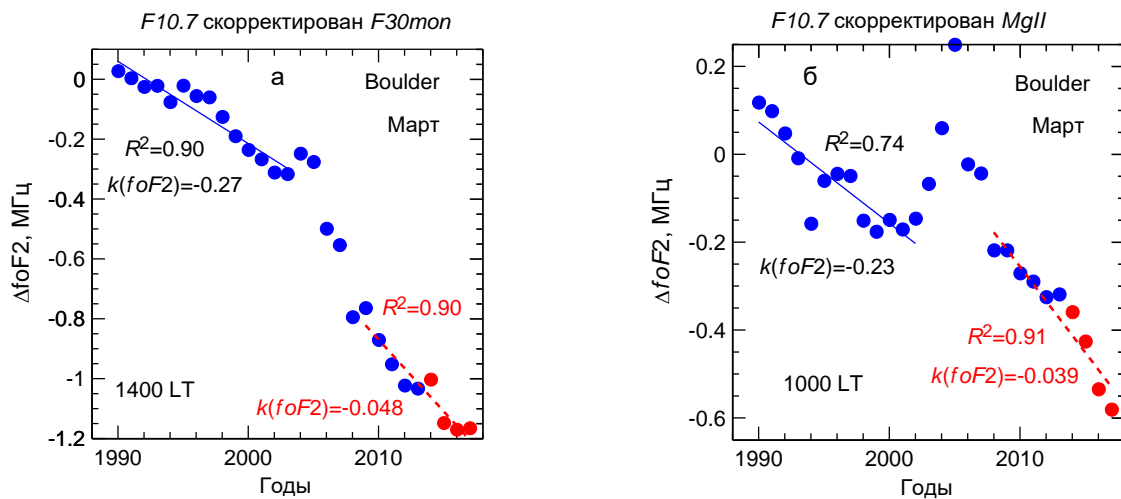 F10.7 скорректирован F30mon
0
-0.2
-0.4
-0.6
-0.8
-1
-1.2
ΔfoF2, МГц
а
Boulder
Март
R²=0.90
k(foF2)=-0.27
R²=0.90
1400 LT
k(foF2)=-0.048
1990 2000 2010
Годы
F10.7 скорректирован MgII
0.2
0
-0.2
-0.4
-0.6
ΔfoF2, МГц
б
Boulder
Март
R²=0.74
k(foF2)=-0.23
R²=0.91
k(foF2)=-0.039
1000 LT
1990 2000 2010
Годы